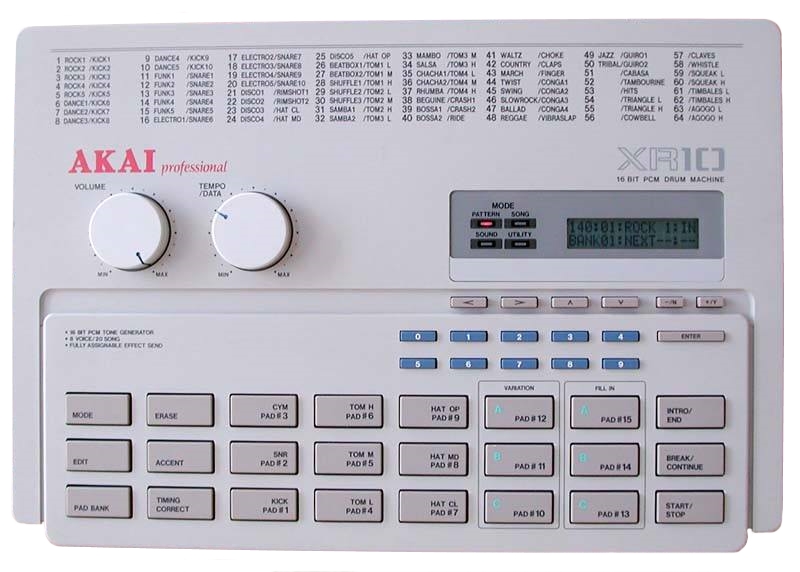 1 ROCK1 /KICK1
2 ROCK2 /KICK2
3 ROCK3 /KICK3
4 ROCK4 /KICK4
5 ROCK5 /KICK5
6 DANCE1/KICK6
7 DANCE2/KICK7
8 DANCE3/KICK8
9 DANCE4 /KICK9
10 DANCE5 /KICK10
11 FUNK1 /SNARE1
12 FUNK2 /SNARE2
13 FUNK3 /SNARE3
14 FUNK4 /SNARE4
15 FUNK5 /SNARE5
16 ELECTRO1/SNARE6
17 ELECTRO2/SNARE7
18 ELECTRO3/SNARE8
19 ELECTRO4/SNARE9
20 ELECTRO5/SNARE10
21 DISCO1 /RIMSHOT1
22 DISCO2 /RIMSHOT2
23 DISCO3 /HAT CL
24 DISCO4 /HAT MD
25 DISCO5 /HAT OP
26 BEATBOX1/TOM1 L
27 BEATBOX2/TOM1 M
28 SHUFFLE1/TOM1 H
29 SHUFFLE2/TOM2 L
30 SHUFFLE3/TOM2 M
31 SAMBA1 /TOM2 H
32 SAMBA2 /TOM3 L
33 MAMBO /TOM3 M
34 SALSA /TOM3 H
35 CHACHA1/TOM4 L
36 CHACHA2/TOM4 M
37 RHUMBA /TOM4 H
38 BEGUINE/CRASH1
39 BOSSA1 /CRASH2
40 BOSSA2 /RIDE
41 WALTZ /CHOKE
42 COUNTRY /CLAPS
43 MARCH /FINGER
44 TWIST /CONGA1
45 SWING /CONGA2
46 SLOWROCK/CONGA3
47 BALLAD /CONGA4
48 REGGAE /VIBRASLAP
49 JAZZ /GUIRO1
50 TRIBAL/GUIRO2
51 /CABASA
52 /TAMBOURINE
53 /HITS
54 /TRIANGLE L
55 /TRIANGLE H
56 /COWBELL
57 /CLAVES
58 /WHISTLE
59 /SQUEAK L
60 /SQUEAK H
61 /TIMBALES L
62 /TIMBALES H
63 /AGOGO L
64 /AGOGO H
AKAI professional
XR10
16 BIT PCM DRUM MACHINE
VOLUME
MIN MAX
TEMPO
/DATA
MIN MAX
MODE
PATTERN SONG
SOUND UTILITY
140:01:ROCK 1:IN
BANK01:NEXT--:--
< > ∧ ∨ −/N +/Y
• 16 BIT PCM TONE GENERATOR
• 8 VOICE/20 SONG
• FULLY ASSIGNABLE EFFECT SEND
0 1 2 3 4 ENTER
5 6 7 8 9
VARIATION FILL IN
MODE
ERASE
CYM
PAD#3
TOM H
PAD#6
HAT OP
PAD#9
A PAD#12
A PAD#15
INTRO/
END
EDIT
ACCENT
SNR
PAD#2
TOM M
PAD#5
HAT MD
PAD#8
B PAD#11
B PAD#14
BREAK/
CONTINUE
PAD BANK
TIMING
CORRECT
KICK
PAD#1
TOM L
PAD#4
HAT CL
PAD#7
C PAD#10
C PAD#13
START/
STOP